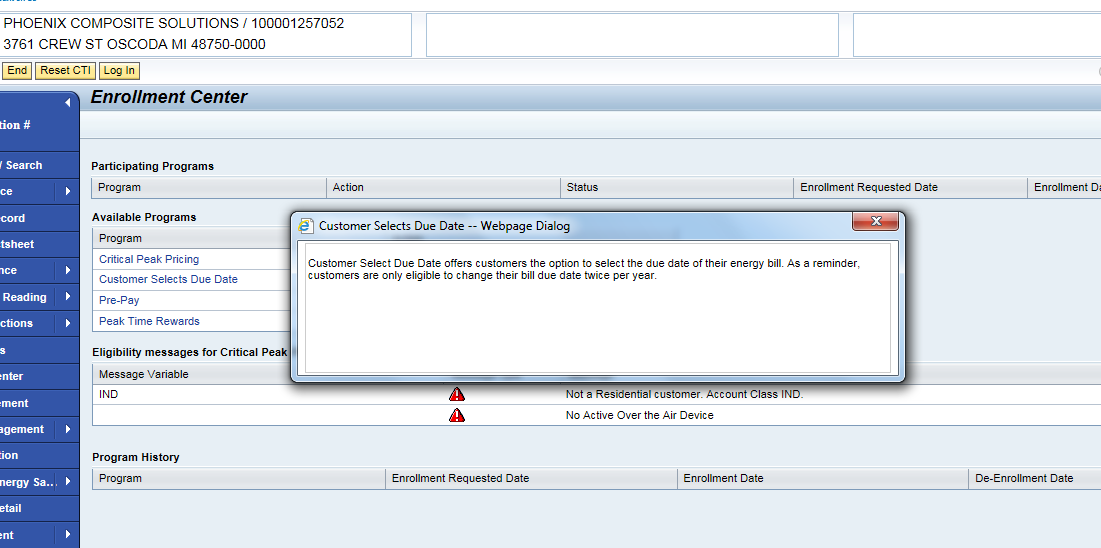 PHOENIX COMPOSITE SOLUTIONS / 100001257052
3761 CREW ST OSCODA MI 48750-0000
End Reset CTI Log In
Enrollment Center
tion #
/ Search
ce
ecord
tsheet
nce
Reading
ctions
s
enter
ement
agement
tion
nergy Sa...
etail
ent
Participating Programs
Program Action Status Enrollment Requested Date Enrollment Da
Available Programs
Program
Critical Peak Pricing
Customer Selects Due Date
Pre-Pay
Peak Time Rewards
Customer Selects Due Date -- Webpage Dialog
x
Customer Select Due Date offers customers the option to select the due date of their energy bill. As a reminder,
customers are only eligible to change their bill due date twice per year.
Eligibility messages for Critical Peak
Message Variable
IND Not a Residential customer. Account Class IND.
No Active Over the Air Device
Program History
Program Enrollment Requested Date Enrollment Date De-Enrollment Date